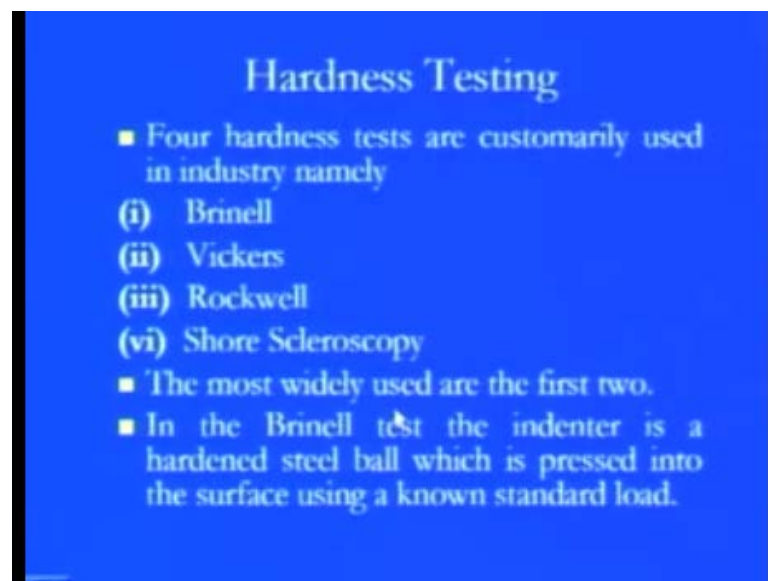 Hardness Testing
Four hardness tests are customarily used
in industry namely
(i) Brinell
(ii) Vickers
(iii) Rockwell
(vi) Shore Scleroscopy
The most widely used are the first two.
In the Brinell test the indenter is a
hardened steel ball which is pressed into
the surface using a known standard load.